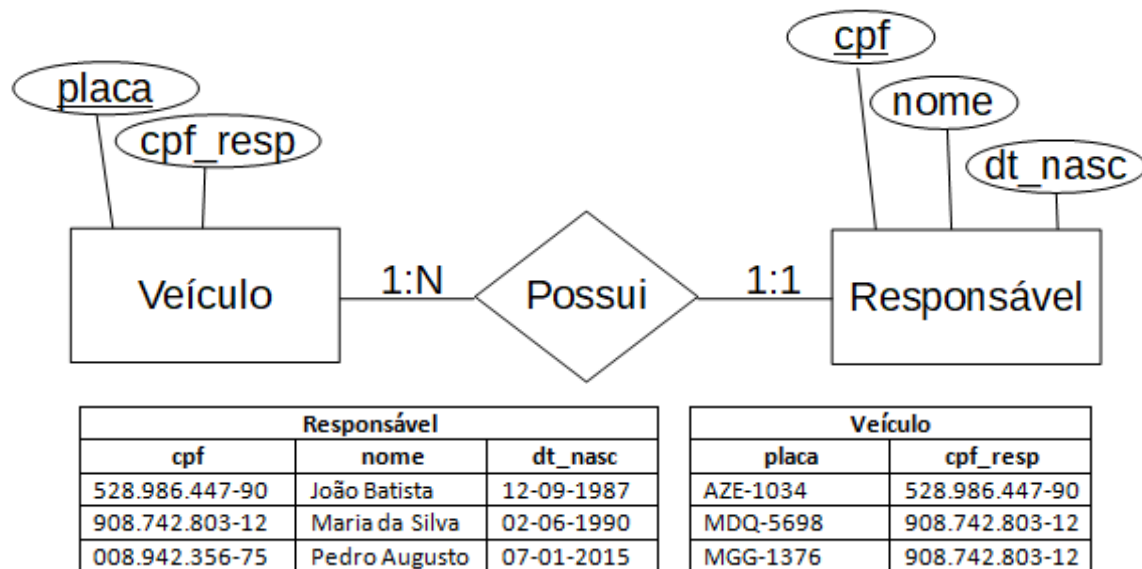 cpf
placa
nome
cpf_resp
dt_nasc
Veículo 1:N Possui 1:1 Responsável
Responsável
cpf nome dt_nasc
528.986.447-90 João Batista 12-09-1987
908.742.803-12 Maria da Silva 02-06-1990
008.942.356-75 Pedro Augusto 07-01-2015
Veículo
placa cpf_resp
AZE-1034 528.986.447-90
MDQ-5698 908.742.803-12
MGG-1376 908.742.803-12